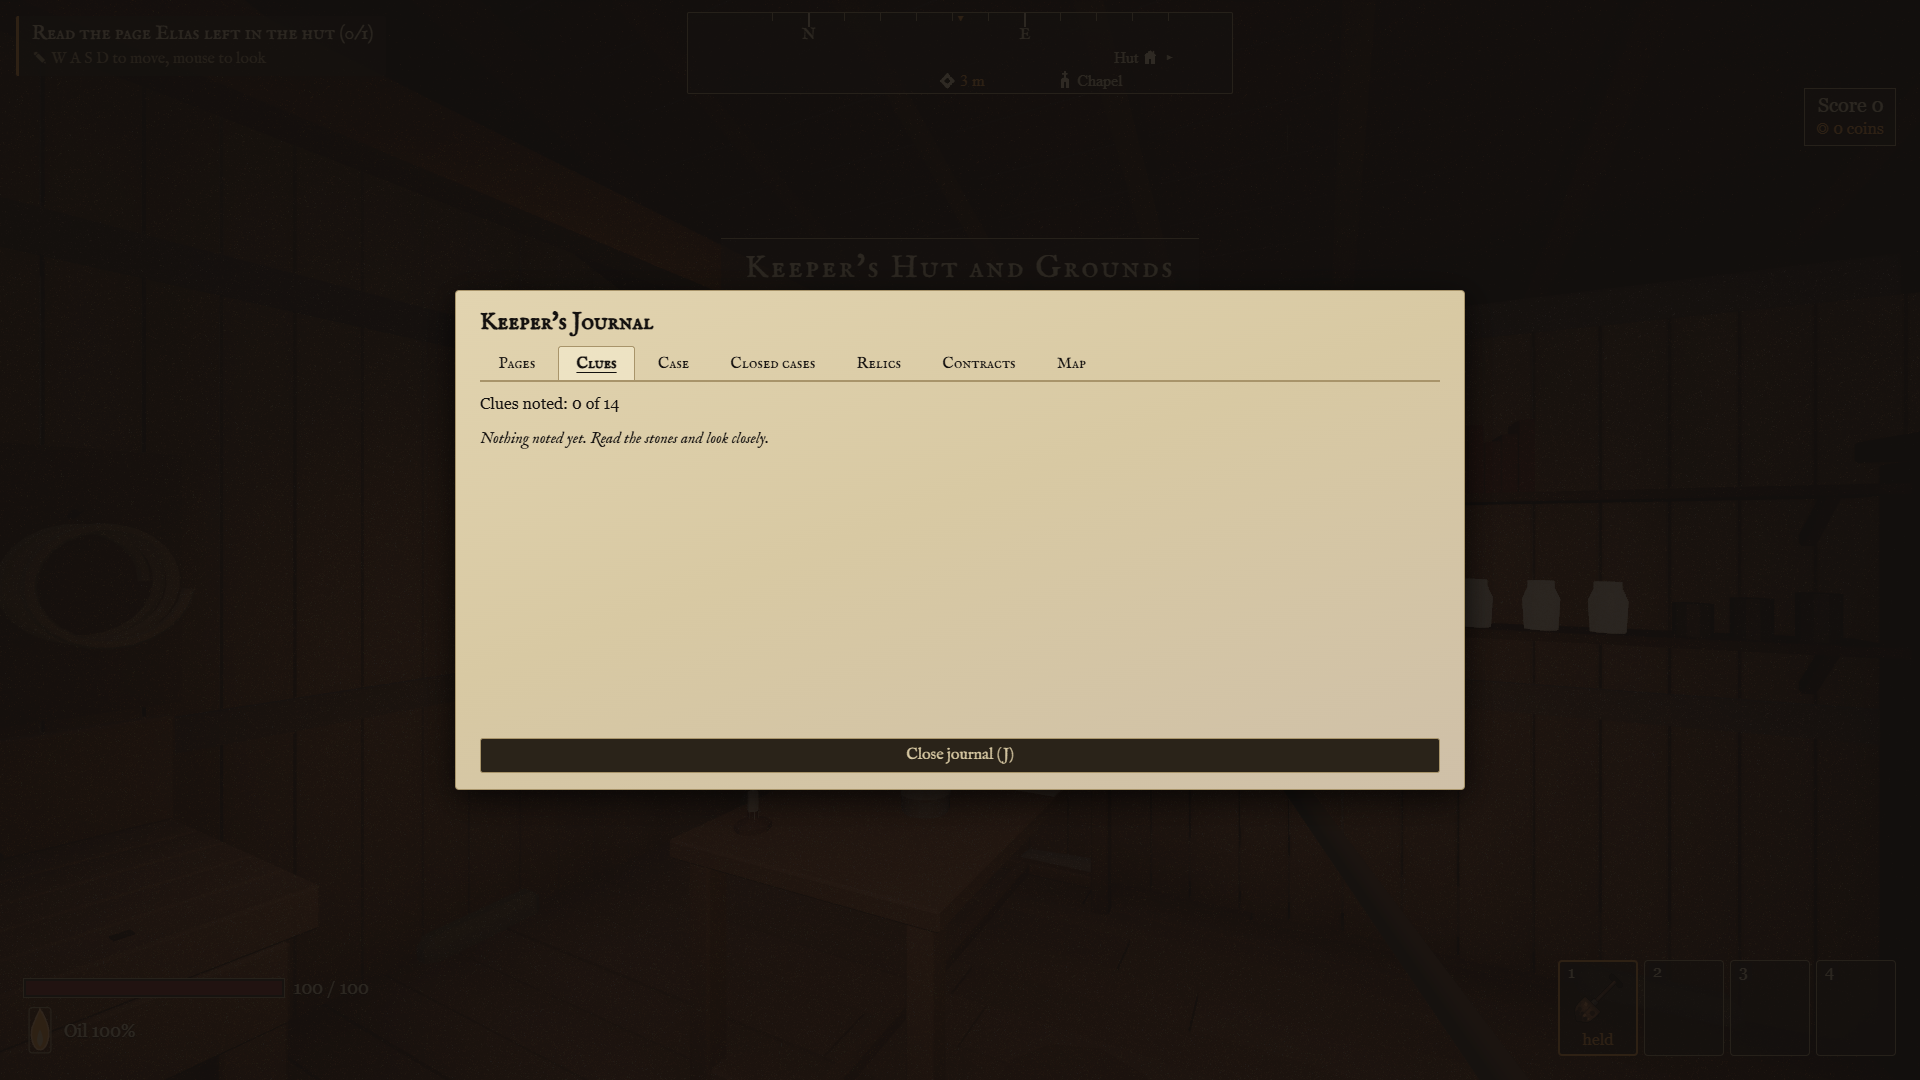 Read the page Elias left in the hut (0/1)
W A S D to move, mouse to look
N
E
Hut
3 m
Chapel
Score 0
0 coins
Keeper's Hut and Grounds
Keeper's Journal
Pages Clues Case Closed cases Relics Contracts Map
Clues noted: 0 of 14
Nothing noted yet. Read the stones and look closely.
Close journal (J)
100 / 100
Oil 100%
1 2 3 4
held